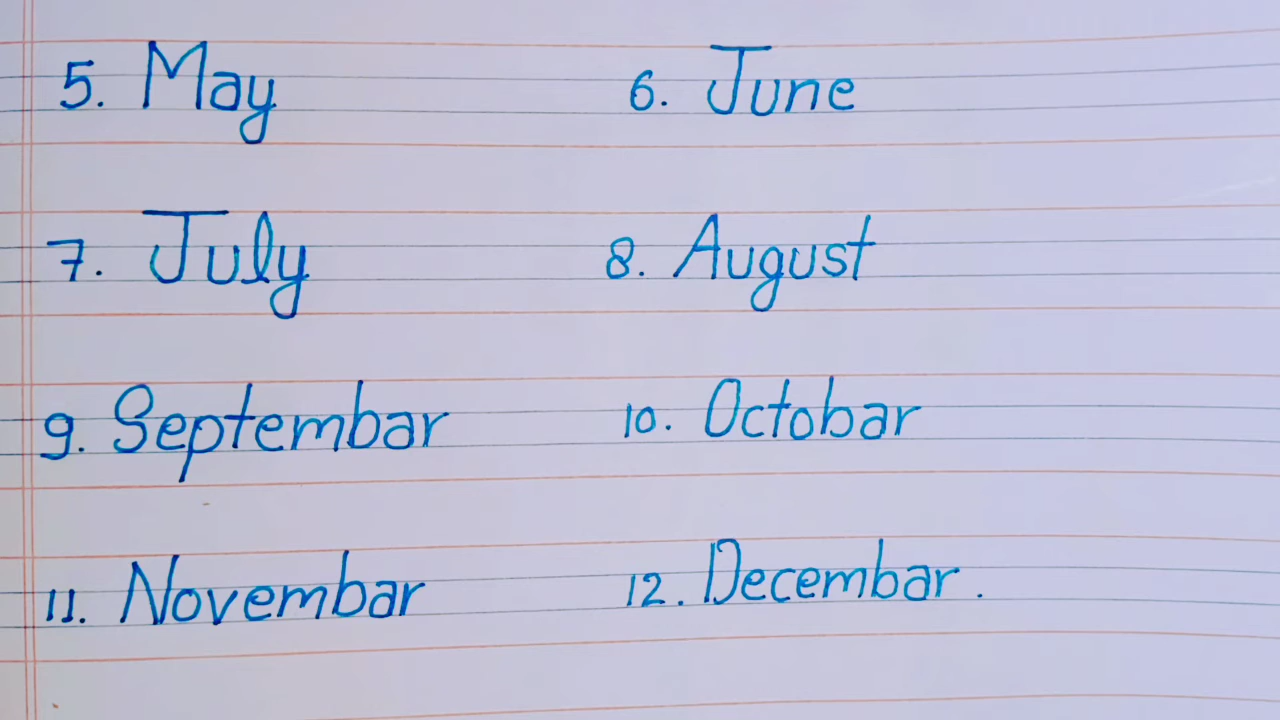 5. May 6. June
7. July 8. August
9. Septembar 10. Octobar
11. Novembar 12. Decembar.